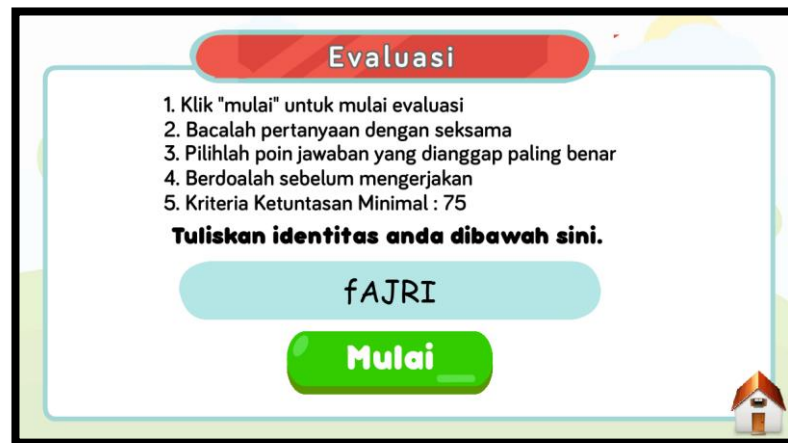 Evaluasi
1. Klik "mulai" untuk mulai evaluasi
2. Bacalah pertanyaan dengan seksama
3. Pilihlah poin jawaban yang dianggap paling benar
4. Berdoalah sebelum mengerjakan
5. Kriteria Ketuntasan Minimal : 75
Tuliskan identitas anda dibawah sini.
fAJRI
Mulai